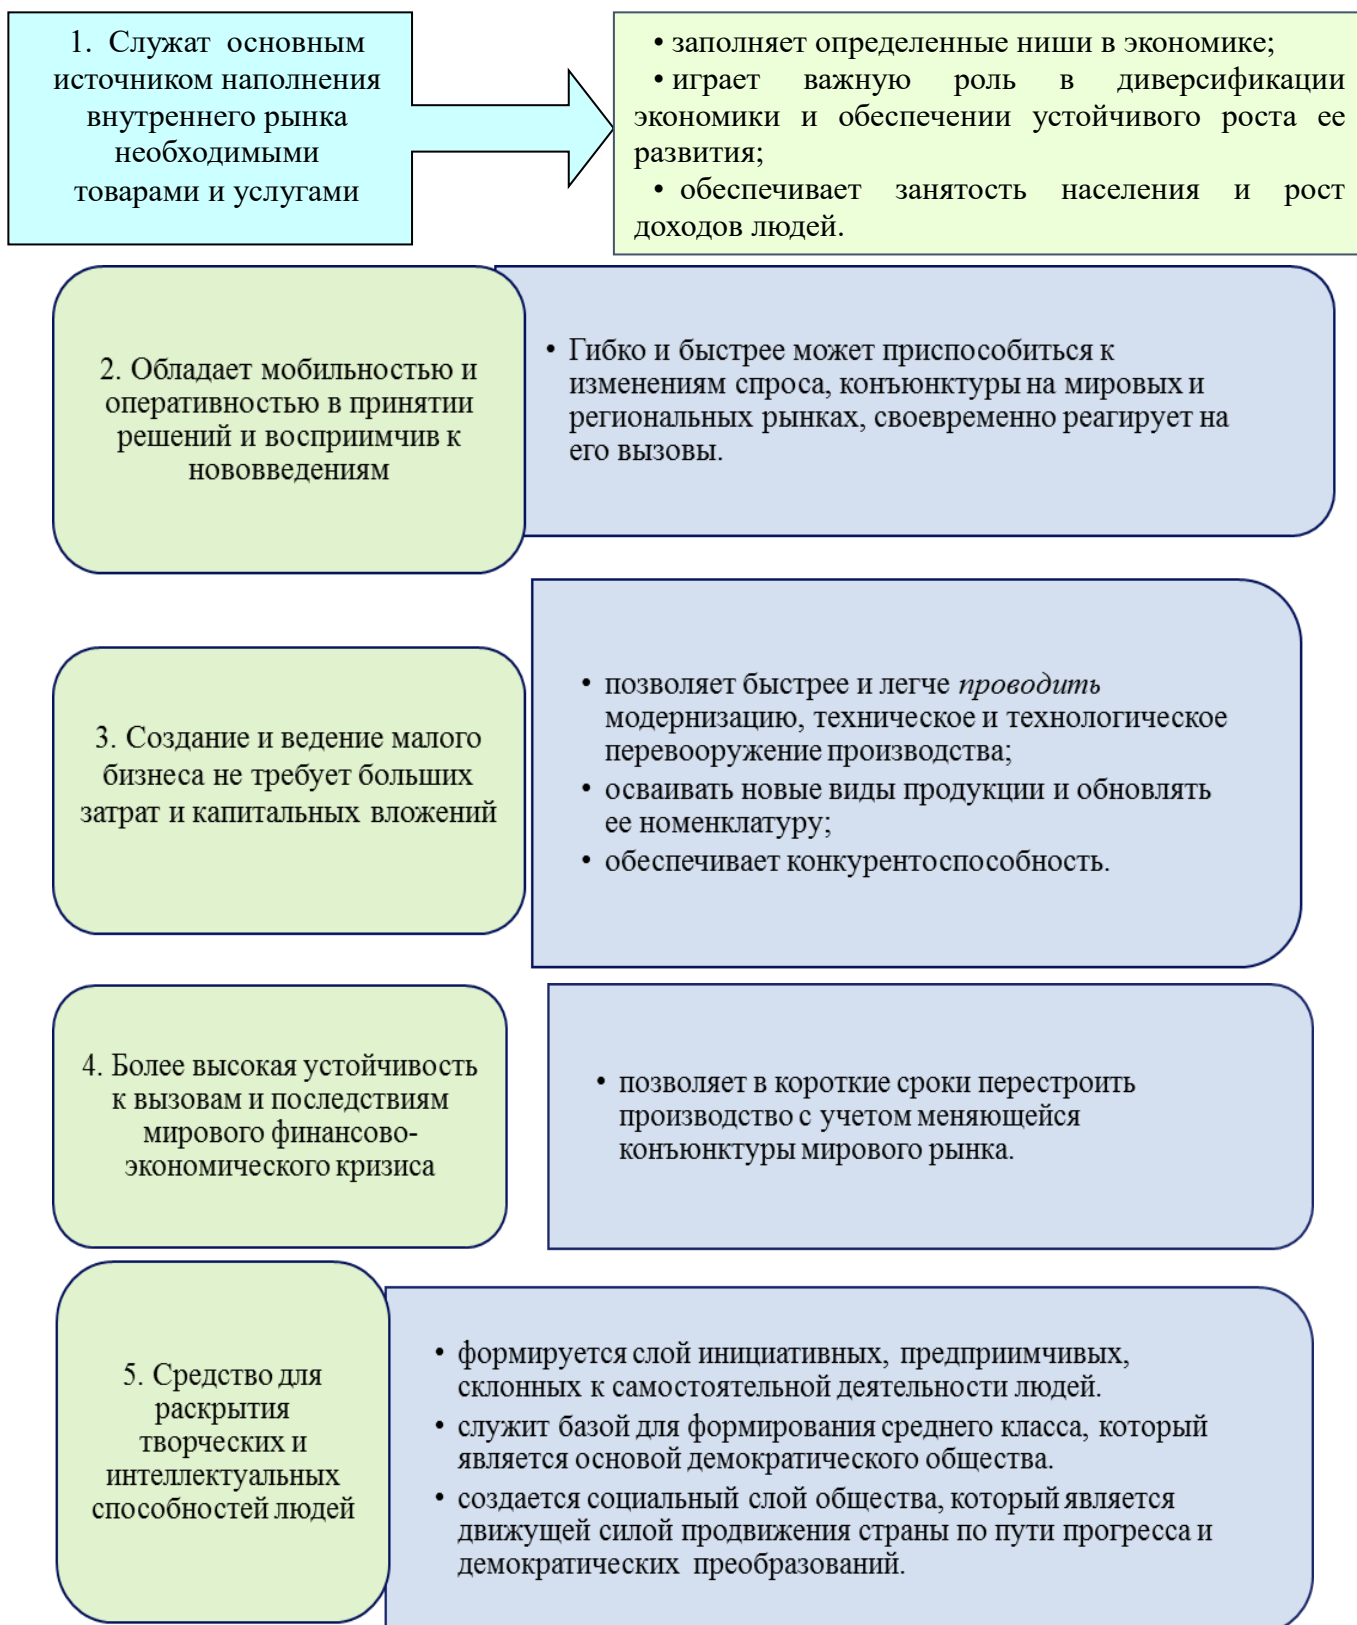 1. Служат основным
источником наполнения
внутреннего рынка
необходимыми
товарами и услугами
• заполняет определенные ниши в экономике;
• играет важную роль в диверсификации
экономики и обеспечении устойчивого роста ее
развития;
• обеспечивает занятость населения и рост
доходов людей.
2. Обладает мобильностью и
оперативностью в принятии
решений и восприимчив к
нововведениям
• Гибко и быстрее может приспособиться к
изменениям спроса, конъюнктуры на мировых и
региональных рынках, своевременно реагирует на
его вызовы.
3. Создание и ведение малого
бизнеса не требует больших
затрат и капитальных вложений
• позволяет быстрее и легче проводить
модернизацию, техническое и технологическое
перевооружение производства;
• осваивать новые виды продукции и обновлять
ее номенклатуру;
• обеспечивает конкурентоспособность.
4. Более высокая устойчивость
к вызовам и последствиям
мирового финансово-
экономического кризиса
• позволяет в короткие сроки перестроить
производство с учетом меняющейся
конъюнктуры мирового рынка.
5. Средство для
раскрытия
творческих и
интеллектуальных
способностей людей
• формируется слой инициативных, предприимчивых,
склонных к самостоятельной деятельности людей.
• служит базой для формирования среднего класса, который
является основой демократического общества.
• создается социальный слой общества, который является
движущей силой продвижения страны по пути прогресса и
демократических преобразований.